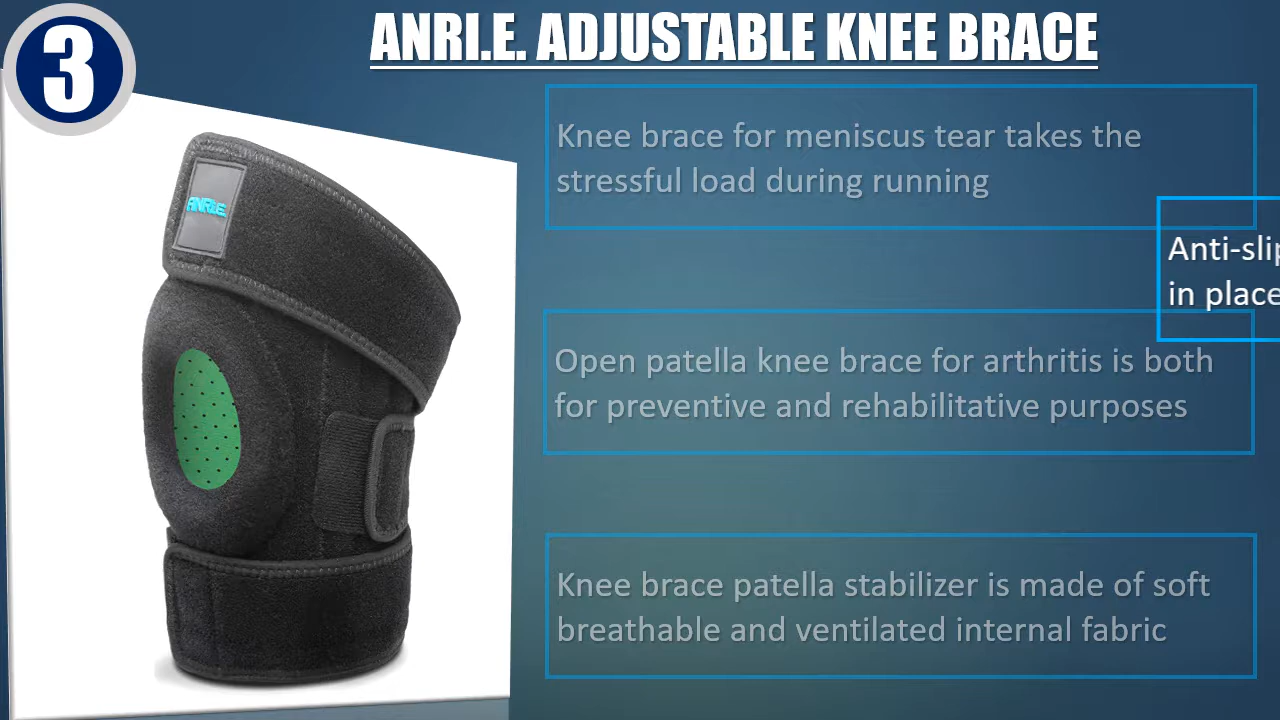 3
ANRI.E. ADJUSTABLE KNEE BRACE
ANRI.E.
Knee brace for meniscus tear takes the
stressful load during running
Anti-slip
in place
Open patella knee brace for arthritis is both
for preventive and rehabilitative purposes
Knee brace patella stabilizer is made of soft
breathable and ventilated internal fabric